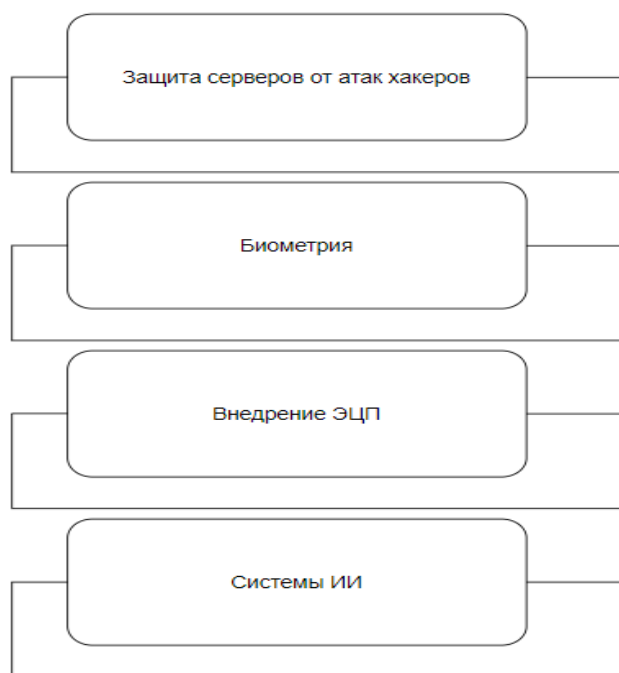 Защита серверов от атак хакеров
Биометрия
Внедрение ЭЦП
Системы ИИ